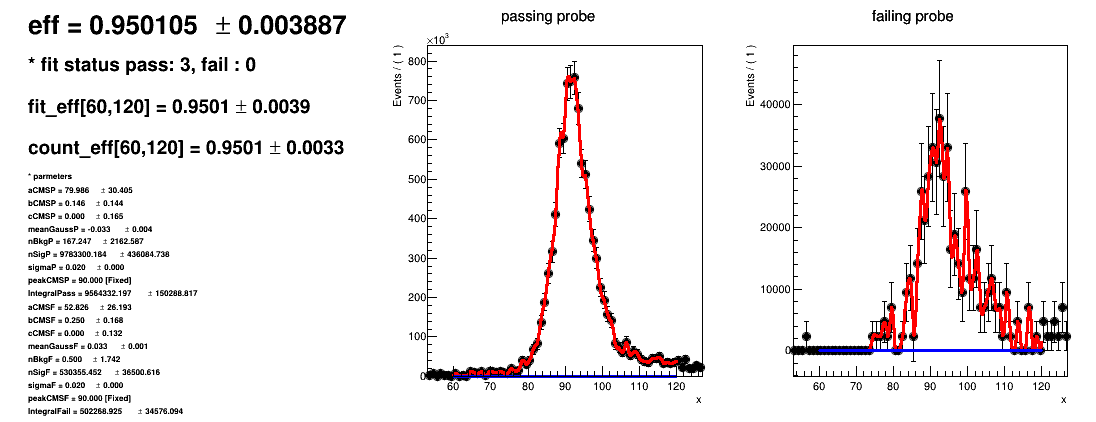 eff = 0.950105 ± 0.003887
* fit status pass: 3, fail : 0
fit_eff[60,120] = 0.9501 ± 0.0039
count_eff[60,120] = 0.9501 ± 0.0033
* parmeters
aCMSP = 79.986 ± 30.405
bCMSP = 0.146 ± 0.144
cCMSP = 0.000 ± 0.165
meanGaussP = -0.033 ± 0.004
nBkgP = 167.247 ± 2162.587
nSigP = 9783300.184 ± 436084.738
sigmaP = 0.020 ± 0.000
peakCMSP = 90.000 [Fixed]
IntegralPass = 9564332.197 ± 150288.817
aCMSF = 52.826 ± 26.193
bCMSF = 0.250 ± 0.168
cCMSF = 0.000 ± 0.132
meanGaussF = 0.033 ± 0.001
nBkgF = 0.500 ± 1.742
nSigF = 530355.452 ± 36500.616
sigmaF = 0.020 ± 0.000
peakCMSF = 90.000 [Fixed]
IntegralFail = 502268.925 ± 34576.094
passing probe
×10³
Events / ( 1 )
800
700
600
500
400
300
200
100
0
60 70 80 90 100 110 120
x
failing probe
Events / ( 1 )
40000
30000
20000
10000
0
60 70 80 90 100 110 120
x